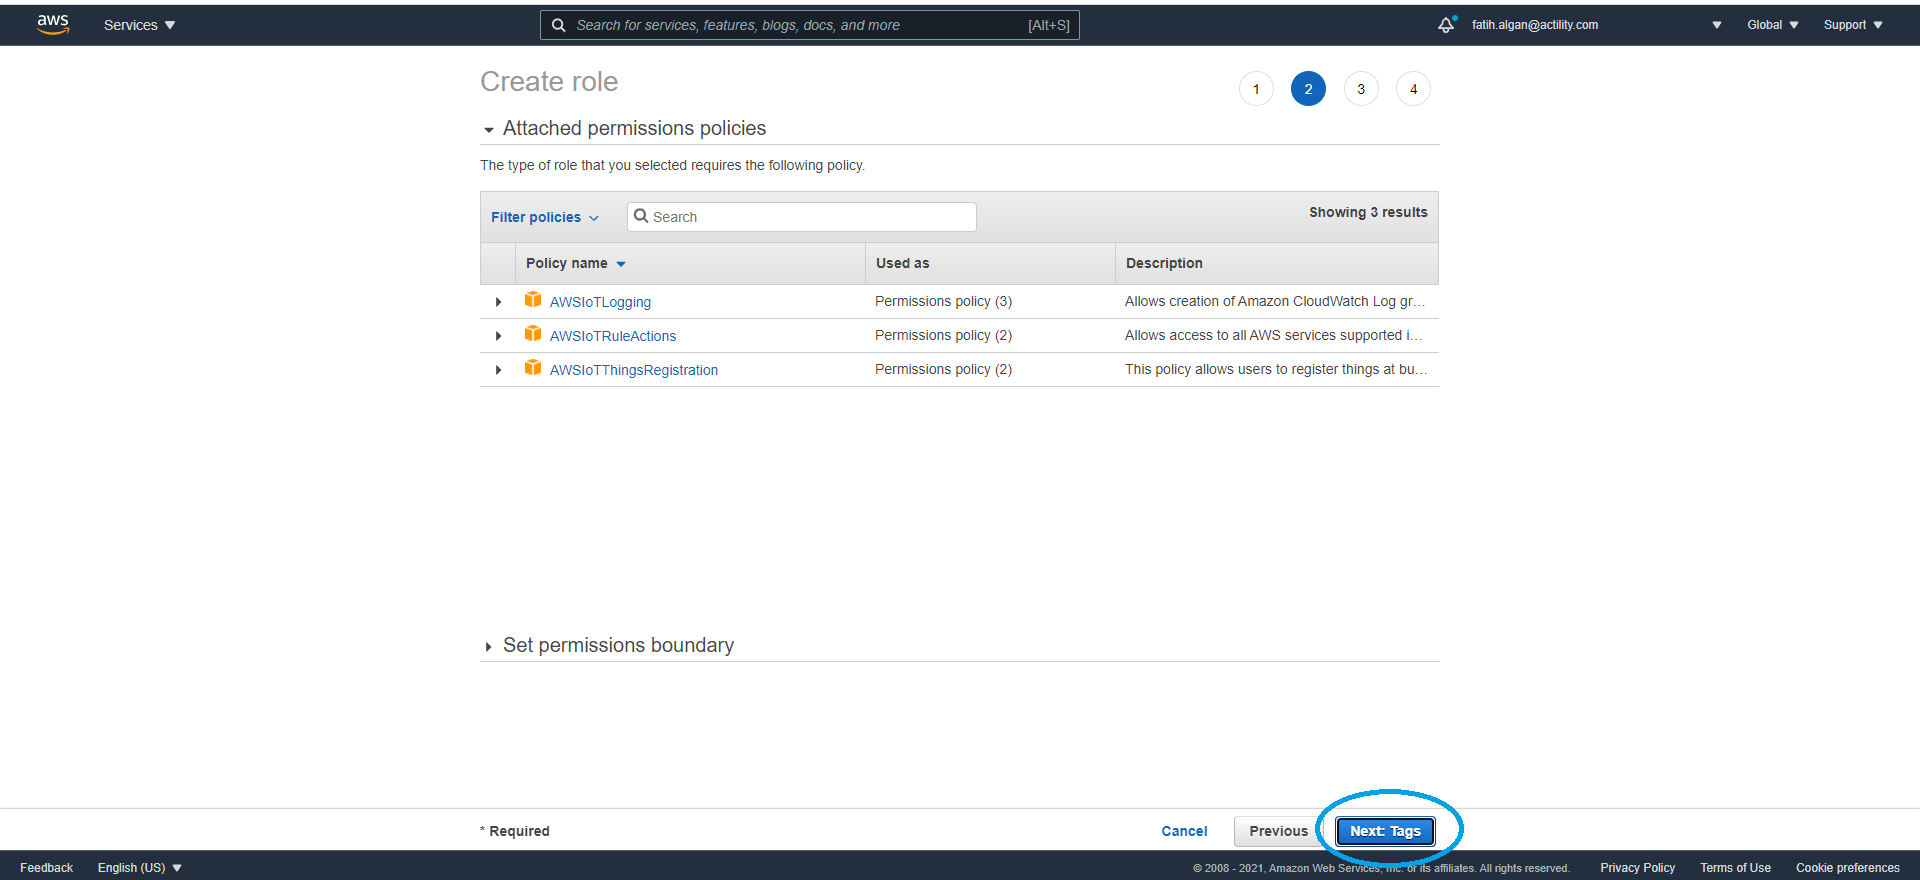 aws Services Search for services, features, blogs, docs, and more [Alt+S] fatih.algan@actility.com Global Support
Create role 1 2 3 4
Attached permissions policies
The type of role that you selected requires the following policy.
Filter policies Search Showing 3 results
Policy name Used as Description
AWSIoTLogging Permissions policy (3) Allows creation of Amazon CloudWatch Log gr…
AWSIoTRuleActions Permissions policy (2) Allows access to all AWS services supported i…
AWSIoTThingsRegistration Permissions policy (2) This policy allows users to register things at bu…
Set permissions boundary
* Required Cancel Previous Next: Tags
Feedback English (US) © 2008 - 2021, Amazon Web Services, Inc. or its affiliates. All rights reserved. Privacy Policy Terms of Use Cookie preferences